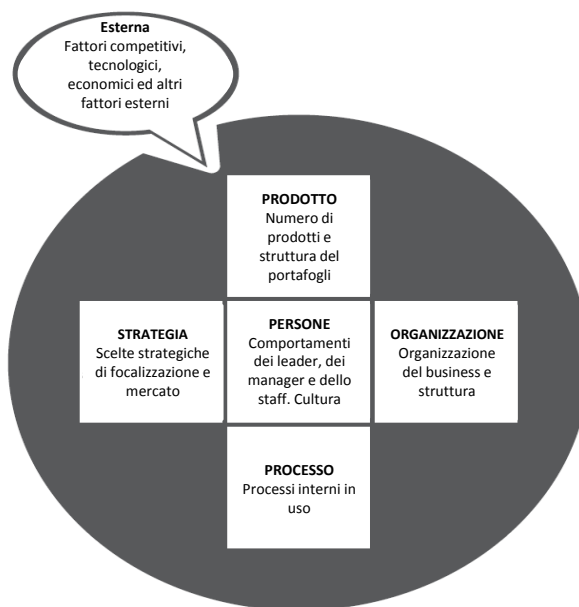 Esterna
Fattori competitivi,
tecnologici,
economici ed altri
fattori esterni
PRODOTTO
Numero di
prodotti e
struttura del
portafogli
STRATEGIA
Scelte strategiche
di focalizzazione e
mercato
PERSONE
Comportamenti
dei leader, dei
manager e dello
staff. Cultura
ORGANIZZAZIONE
Organizzazione
del business e
struttura
PROCESSO
Processi interni in
uso